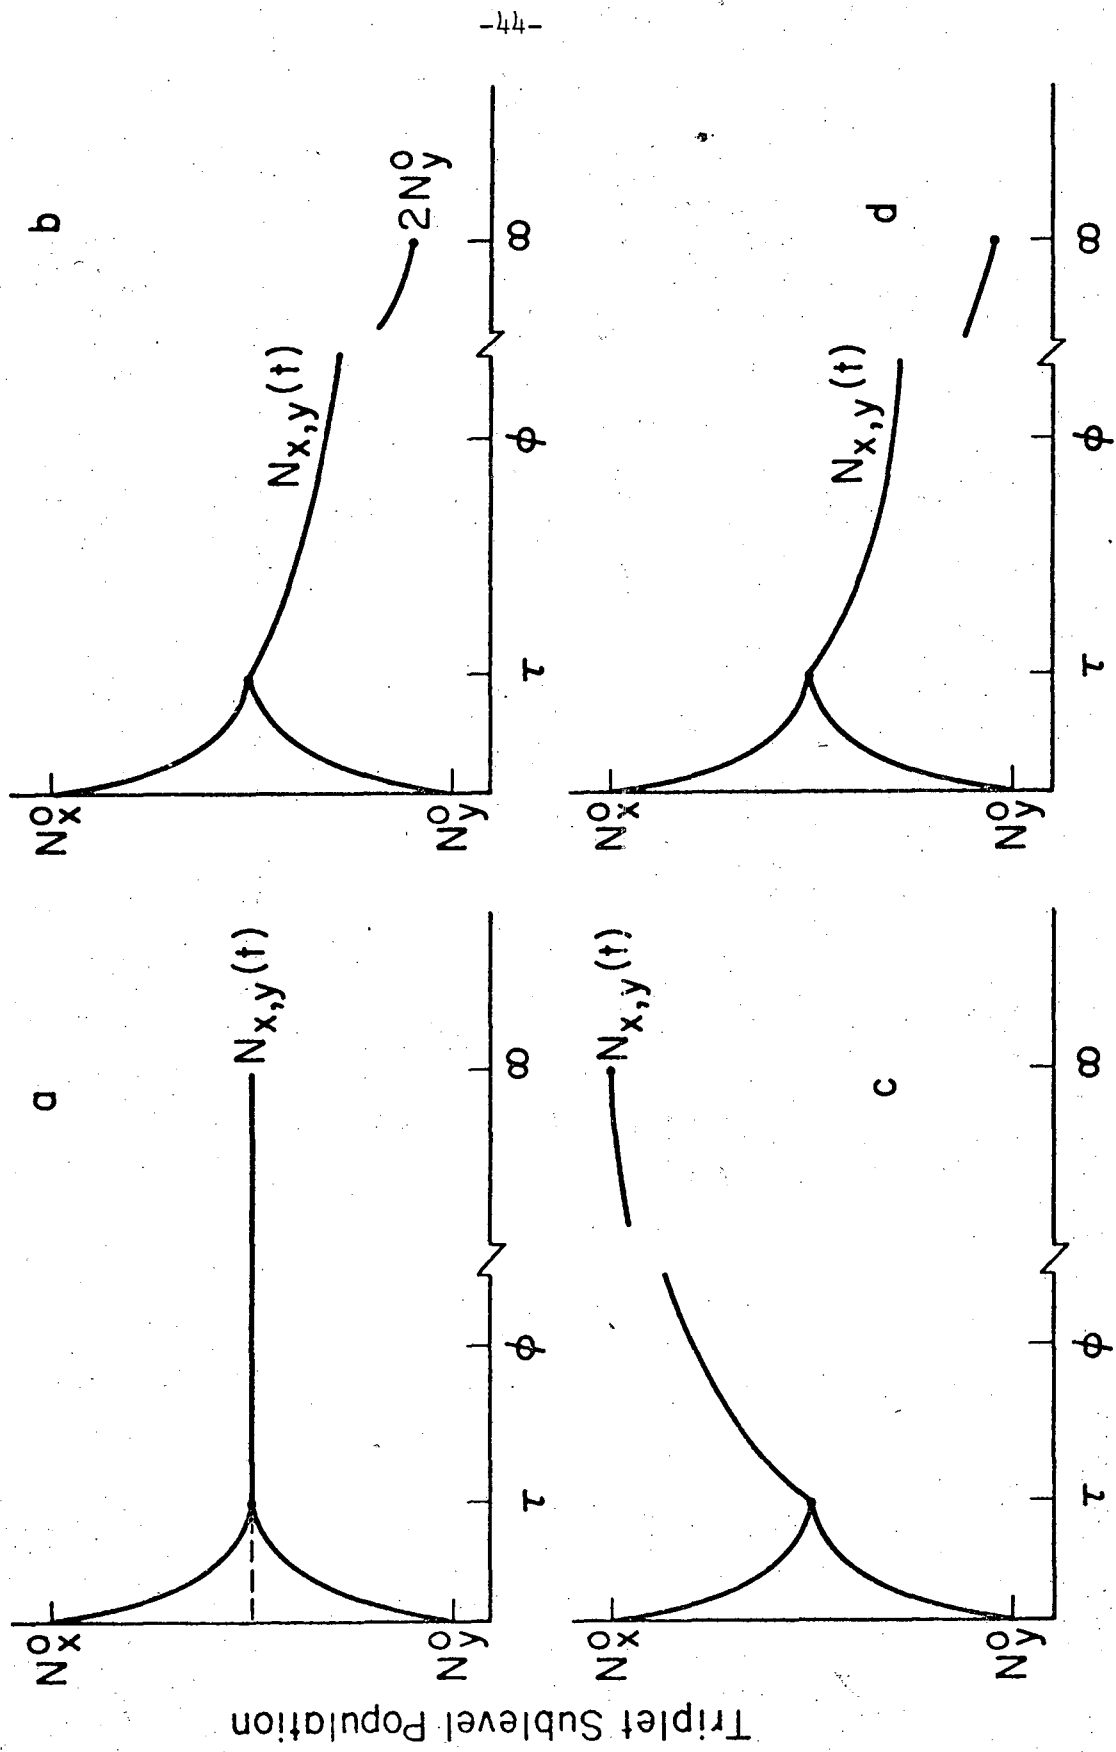 -44-
Triplet Sublevel Population
a
N°x
N°y
Nx,y(t)
τ
φ
∞
b
N°x
N°y
Nx,y(t)
2N°y
τ
φ
∞
c
N°x
N°y
Nx,y(t)
τ
φ
∞
d
N°x
N°y
Nx,y(t)
τ
φ
∞